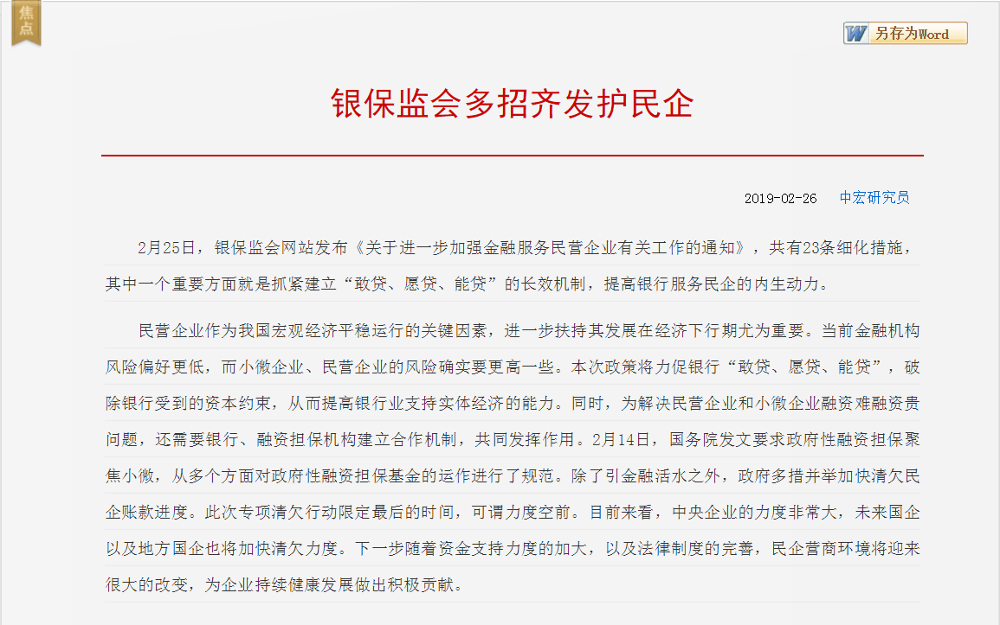 焦
点
另存为Word
银保监会多招齐发护民企
2019-02-26 中宏研究员
2月25日，银保监会网站发布《关于进一步加强金融服务民营企业有关工作的通知》，共有23条细化措施，
其中一个重要方面就是抓紧建立“敢贷、愿贷、能贷”的长效机制，提高银行服务民企的内生动力。
民营企业作为我国宏观经济平稳运行的关键因素，进一步扶持其发展在经济下行期尤为重要。当前金融机构
风险偏好更低，而小微企业、民营企业的风险确实要更高一些。本次政策将力促银行“敢贷、愿贷、能贷”，破
除银行受到的资本约束，从而提高银行业支持实体经济的能力。同时，为解决民营企业和小微企业融资难融资贵
问题，还需要银行、融资担保机构建立合作机制，共同发挥作用。2月14日，国务院发文要求政府性融资担保聚
焦小微，从多个方面对政府性融资担保基金的运作进行了规范。除了引金融活水之外，政府多措并举加快清欠民
企账款进度。此次专项清欠行动限定最后的时间，可谓力度空前。目前来看，中央企业的力度非常大，未来国企
以及地方国企也将加快清欠力度。下一步随着资金支持力度的加大，以及法律制度的完善，民企营商环境将迎来
很大的改变，为企业持续健康发展做出积极贡献。